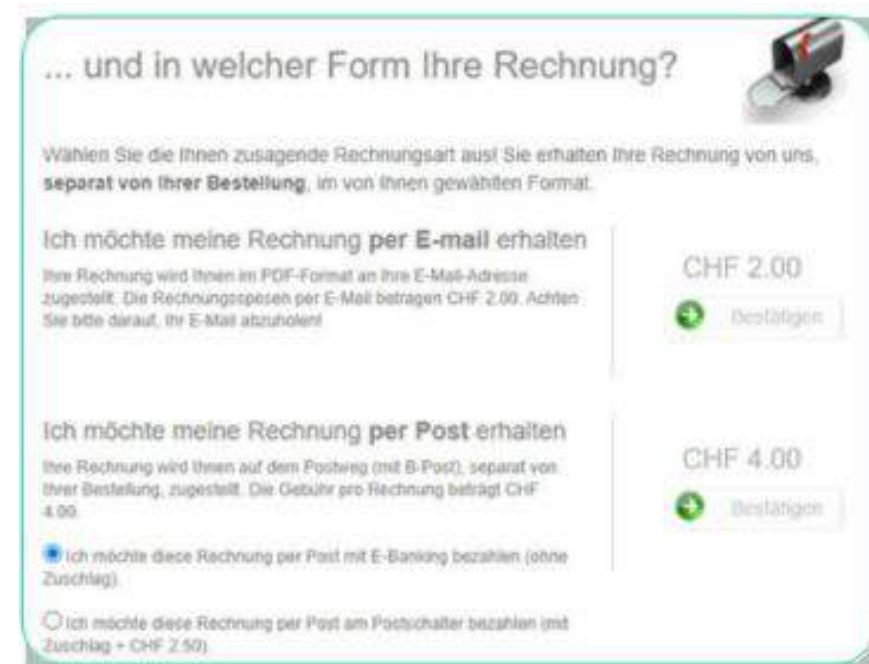 ... und in welcher Form Ihre Rechnung?
Wählen Sie die Ihnen zusagende Rechnungsart aus! Sie erhalten Ihre Rechnung von uns,
separat von Ihrer Bestellung, im von Ihnen gewählten Format.
Ich möchte meine Rechnung per E-mail erhalten
Ihre Rechnung wird Ihnen im PDF-Format an Ihre E-Mail-Adresse
zugestellt. Die Rechnungsspesen per E-Mail betragen CHF 2.00. Achten
Sie bitte darauf, Ihr E-Mail abzuholen!
CHF 2.00
Bestätigen
Ich möchte meine Rechnung per Post erhalten
Ihre Rechnung wird Ihnen auf dem Postweg (mit B-Post), separat von
Ihrer Bestellung, zugestellt. Die Gebühr pro Rechnung beträgt CHF
4.00.
CHF 4.00
Bestätigen
Ich möchte diese Rechnung per Post mit E-Banking bezahlen (ohne
Zuschlag).
Ich möchte diese Rechnung per Post am Postschalter bezahlen (mit
Zuschlag + CHF 2.50).